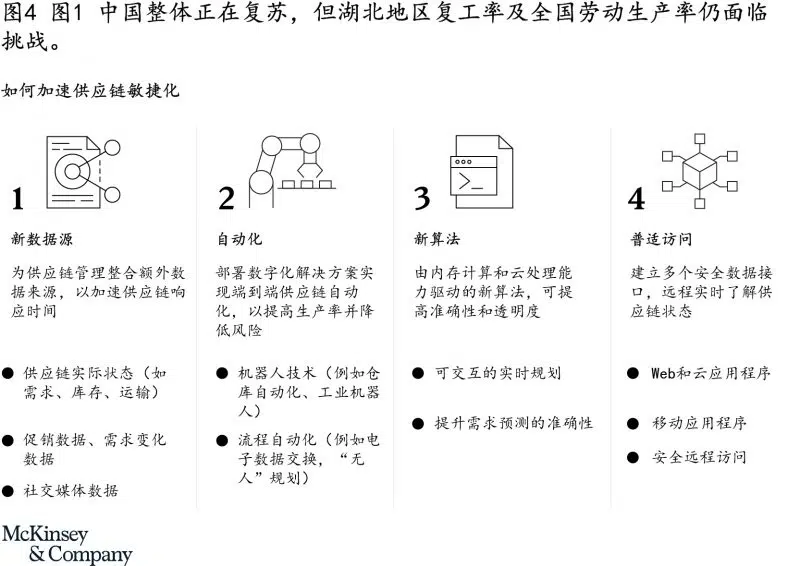 图4 图1 中国整体正在复苏，但湖北地区复工率及全国劳动生产率仍面临
挑战。
如何加速供应链敏捷化
1
新数据源
为供应链管理整合额外数
据来源，以加速供应链响
应时间
● 供应链实际状态（如
需求、库存、运输）
● 促销数据、需求变化
数据
● 社交媒体数据
2
自动化
部署数字化解决方案实
现端到端供应链自动
化，以提高生产率并降
低风险
● 机器人技术（例如仓
库自动化、工业机器
人）
● 流程自动化（例如电
子数据交换，“无
人”规划）
3
新算法
由内存计算和云处理能
力驱动的新算法，可提
高准确性和透明度
● 可交互的实时规划
● 提升需求预测的准确性
4
普适访问
建立多个安全数据接
口，远程实时了解供
应链状态
● Web和云应用程序
● 移动应用程序
● 安全远程访问
McKinsey
& Company